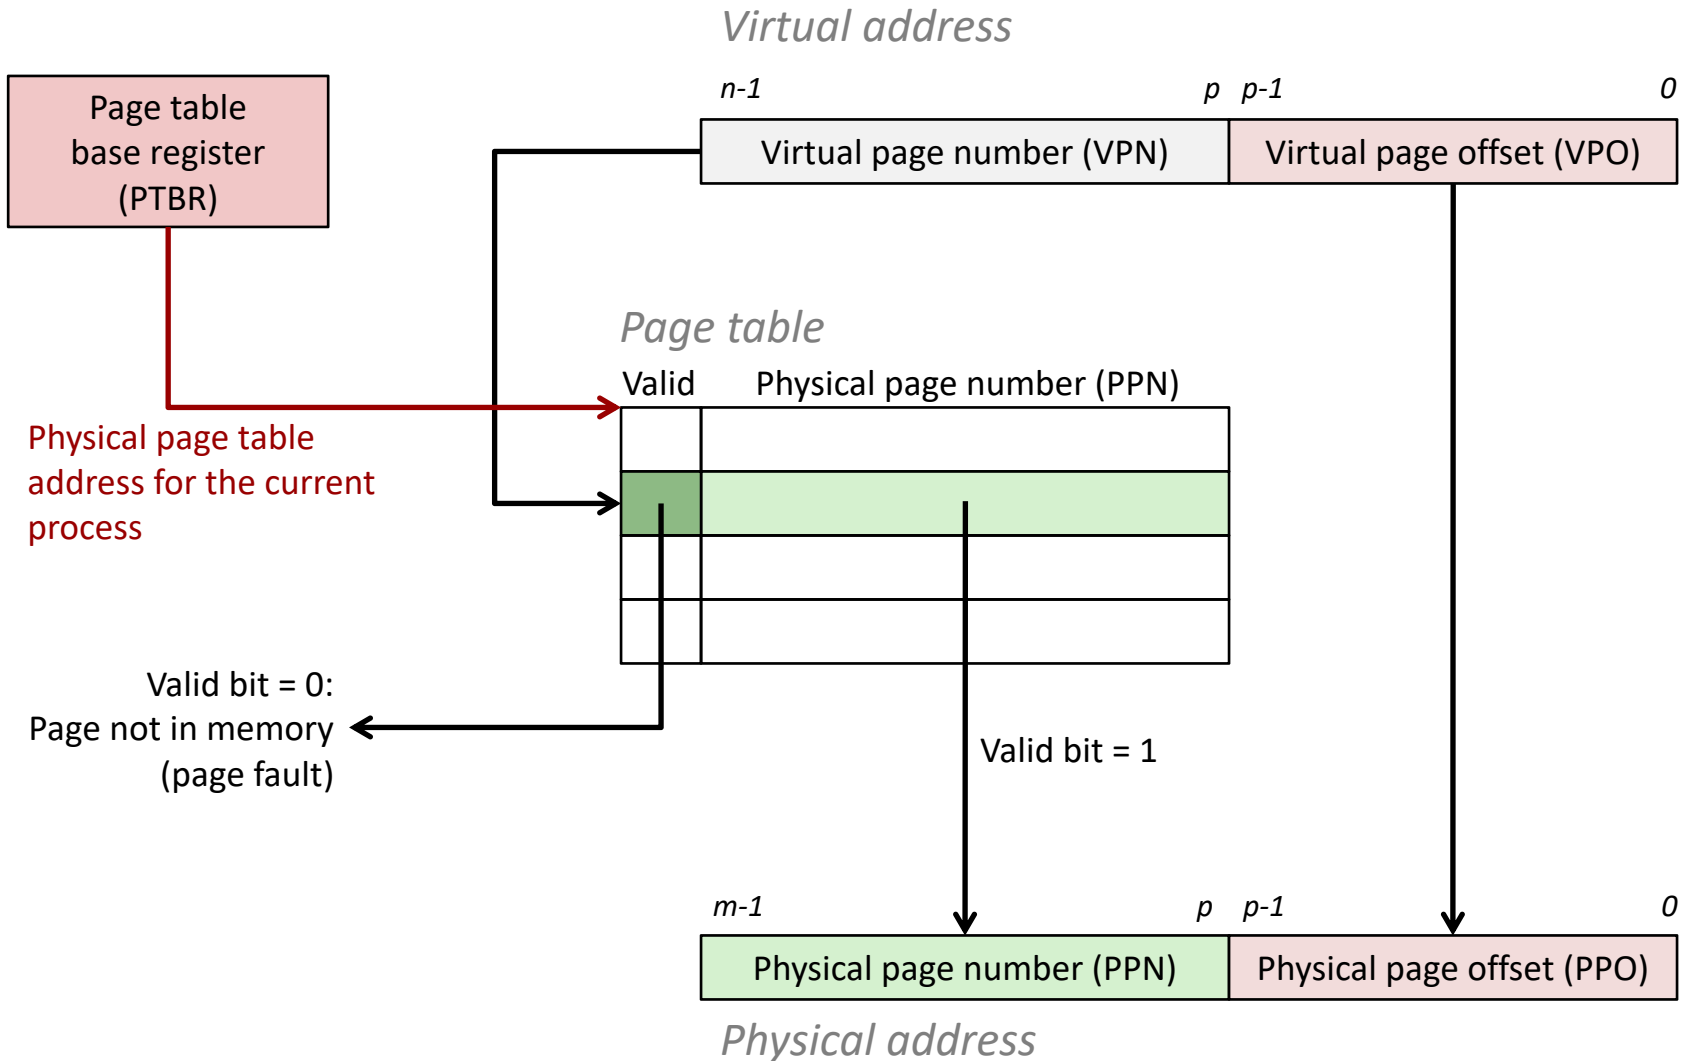 Virtual address
n-1 p p-1 0
Page table
base register
(PTBR)
Virtual page number (VPN) Virtual page offset (VPO)
Page table
Valid Physical page number (PPN)
Physical page table
address for the current
process
Valid bit = 0:
Page not in memory
(page fault)
Valid bit = 1
m-1 p p-1 0
Physical page number (PPN) Physical page offset (PPO)
Physical address